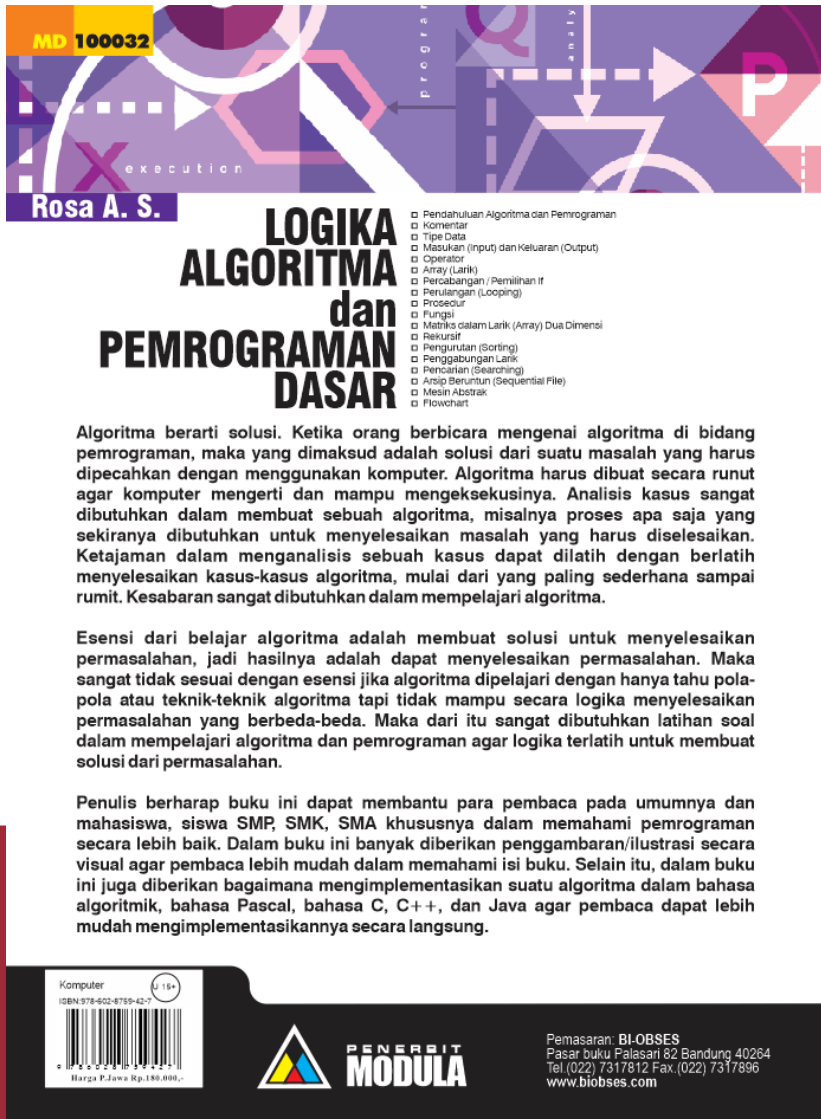 MD 100032
program
Q
analy
P
X
execution
Rosa A. S.
LOGIKA
ALGORITMA
dan
PEMROGRAMAN
DASAR
Pendahuluan Algoritma dan Pemrograman
Komentar
Tipe Data
Masukan (Input) dan Keluaran (Output)
Operator
Array (Larik)
Percabangan / Pemilihan If
Perulangan (Looping)
Prosedur
Fungsi
Matriks dalam Larik (Array) Dua Dimensi
Rekursif
Pengurutan (Sorting)
Penggabungan Larik
Pencarian (Searching)
Arsip Beruntun (Sequential File)
Mesin Abstrak
Flowchart
Algoritma berarti solusi. Ketika orang berbicara mengenai algoritma di bidang
pemrograman, maka yang dimaksud adalah solusi dari suatu masalah yang harus
dipecahkan dengan menggunakan komputer. Algoritma harus dibuat secara runut
agar komputer mengerti dan mampu mengeksekusinya. Analisis kasus sangat
dibutuhkan dalam membuat sebuah algoritma, misalnya proses apa saja yang
sekiranya dibutuhkan untuk menyelesaikan masalah yang harus diselesaikan.
Ketajaman dalam menganalisis sebuah kasus dapat dilatih dengan berlatih
menyelesaikan kasus-kasus algoritma, mulai dari yang paling sederhana sampai
rumit. Kesabaran sangat dibutuhkan dalam mempelajari algoritma.
Esensi dari belajar algoritma adalah membuat solusi untuk menyelesaikan
permasalahan, jadi hasilnya adalah dapat menyelesaikan permasalahan. Maka
sangat tidak sesuai dengan esensi jika algoritma dipelajari dengan hanya tahu pola-
pola atau teknik-teknik algoritma tapi tidak mampu secara logika menyelesaikan
permasalahan yang berbeda-beda. Maka dari itu sangat dibutuhkan latihan soal
dalam mempelajari algoritma dan pemrograman agar logika terlatih untuk membuat
solusi dari permasalahan.
Penulis berharap buku ini dapat membantu para pembaca pada umumnya dan
mahasiswa, siswa SMP, SMK, SMA khususnya dalam memahami pemrograman
secara lebih baik. Dalam buku ini banyak diberikan penggambaran/ilustrasi secara
visual agar pembaca lebih mudah dalam memahami isi buku. Selain itu, dalam buku
ini juga diberikan bagaimana mengimplementasikan suatu algoritma dalam bahasa
algoritmik, bahasa Pascal, bahasa C, C++, dan Java agar pembaca dapat lebih
mudah mengimplementasikannya secara langsung.
Komputer
U 15+
ISBN:978-602-8759-42-7
9 786028 759427
Harga P.Jawa Rp.180.000,-
PENERBIT
MODULA
Pemasaran: BI-OBSES
Pasar buku Palasari 82 Bandung 40264
Tel.(022) 7317812 Fax.(022) 7317896
www.biobses.com